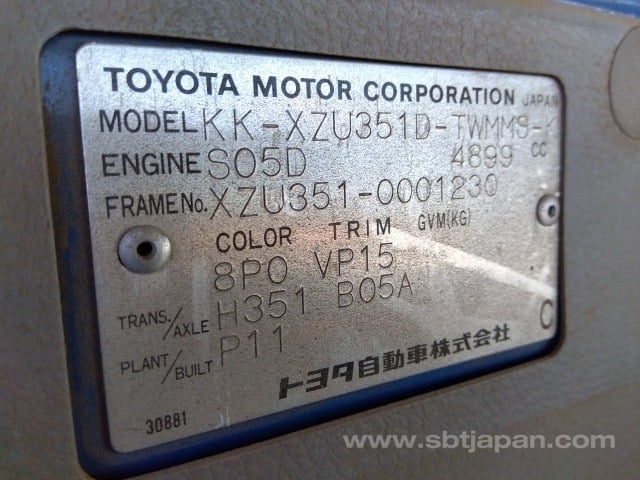 TOYOTA MOTOR CORPORATION JAPAN
MODEL KK-XZU351D-TWMMS-K
ENGINE S05D 4899 CC
FRAME No. XZU351-0001230
COLOR TRIM GVM(KG)
8P0 VP15
TRANS./AXLE H351 B05A
PLANT/BUILT P11 C
トヨタ自動車株式会社
30881
www.sbtjapan.com